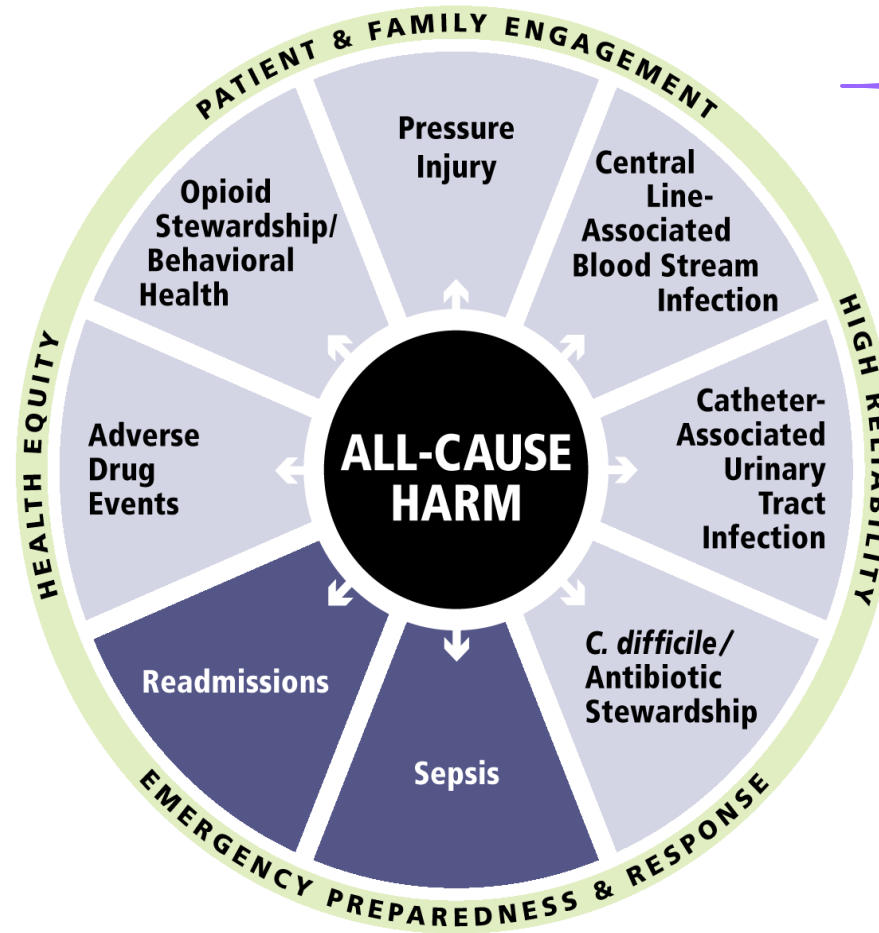 PATIENT & FAMILY ENGAGEMENT
Pressure
Injury
Central
Line-
Associated
Blood Stream
Infection
HIGH RELIABILITY
Catheter-
Associated
Urinary
Tract
Infection
C. difficile/
Antibiotic
Stewardship
EMERGENCY PREPAREDNESS & RESPONSE
Sepsis
Readmissions
HEALTH EQUITY
Adverse
Drug
Events
Opioid
Stewardship/
Behavioral
Health
ALL-CAUSE
HARM